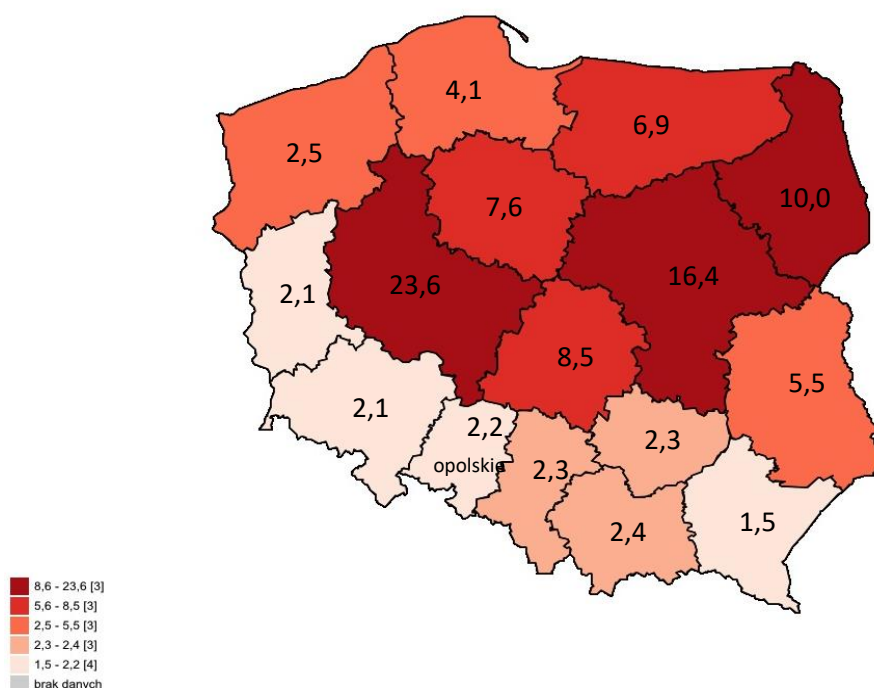 4,1
6,9
2,5
10,0
7,6
2,1
23,6
16,4
8,5
5,5
2,1
2,2
2,3
opolskie
2,3
2,4
1,5
8,6 - 23,6 [3]
5,6 - 8,5 [3]
2,5 - 5,5 [3]
2,3 - 2,4 [3]
1,5 - 2,2 [4]
brak danych